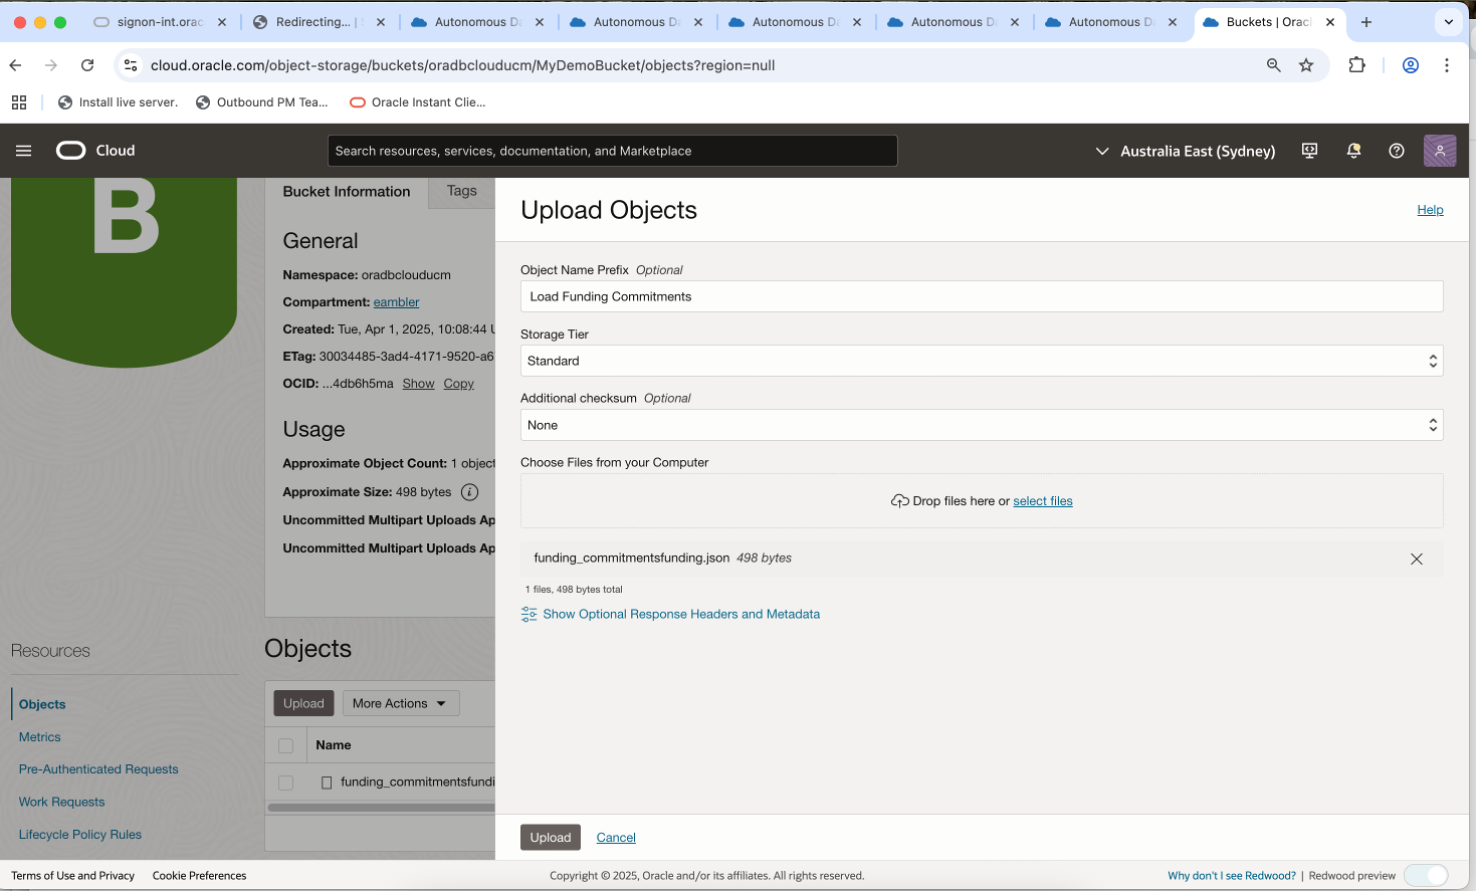 signon-int.orac
Redirecting... | S
Autonomous Da
Autonomous Da
Autonomous Da
Autonomous Da
Autonomous Da
Buckets | Oracl
cloud.oracle.com/object-storage/buckets/oradbclouducm/MyDemoBucket/objects?region=null
Install live server.
Outbound PM Tea...
Oracle Instant Clie...
Cloud
Search resources, services, documentation, and Marketplace
Australia East (Sydney)
B
Bucket Information
Tags
General
Namespace: oradbclouducm
Compartment: eambler
Created: Tue, Apr 1, 2025, 10:08:44 U
ETag: 30034485-3ad4-4171-9520-a6
OCID: ...4db6h5ma Show Copy
Usage
Approximate Object Count: 1 object
Approximate Size: 498 bytes
Uncommitted Multipart Uploads Ap
Uncommitted Multipart Uploads Ap
Resources
Objects
Metrics
Pre-Authenticated Requests
Work Requests
Lifecycle Policy Rules
Objects
Upload
More Actions
Name
funding_commitmentsfundi
Upload Objects
Help
Object Name Prefix Optional
Load Funding Commitments
Storage Tier
Standard
Additional checksum Optional
None
Choose Files from your Computer
Drop files here or select files
funding_commitmentsfunding.json 498 bytes
1 files, 498 bytes total
Show Optional Response Headers and Metadata
Upload
Cancel
Terms of Use and Privacy
Cookie Preferences
Copyright © 2025, Oracle and/or its affiliates. All rights reserved.
Why don't I see Redwood? | Redwood preview